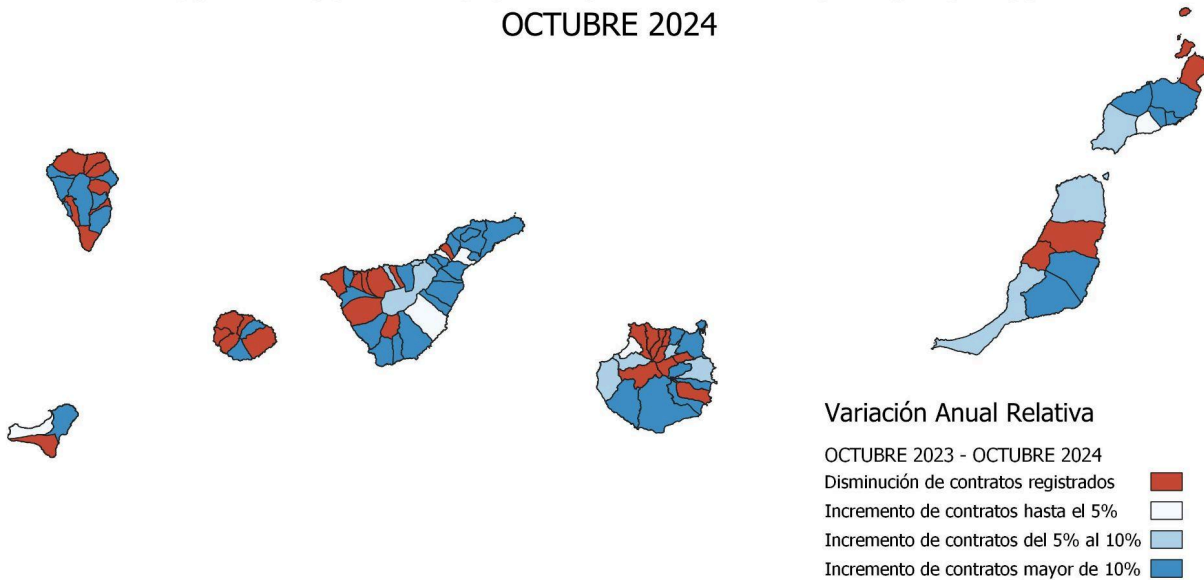 OCTUBRE 2024
Variación Anual Relativa
OCTUBRE 2023 - OCTUBRE 2024
Disminución de contratos registrados
Incremento de contratos hasta el 5%
Incremento de contratos del 5% al 10%
Incremento de contratos mayor de 10%